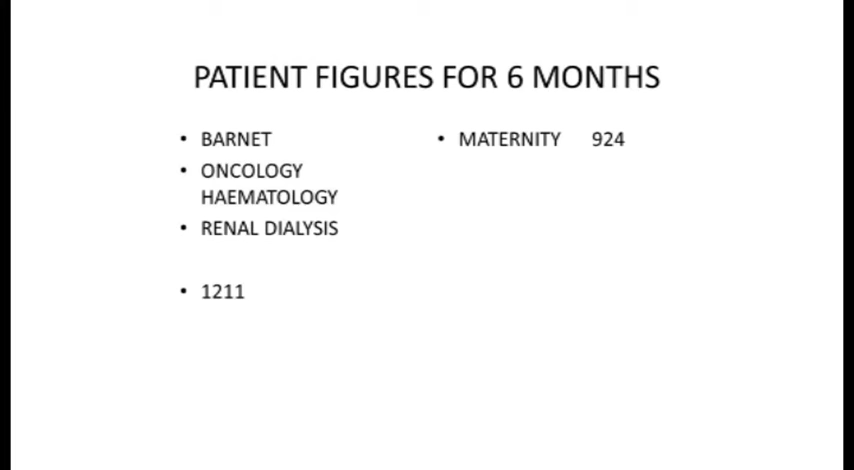 PATIENT FIGURES FOR 6 MONTHS
• BARNET
• ONCOLOGY
HAEMATOLOGY
• RENAL DIALYSIS
• 1211
• MATERNITY 924